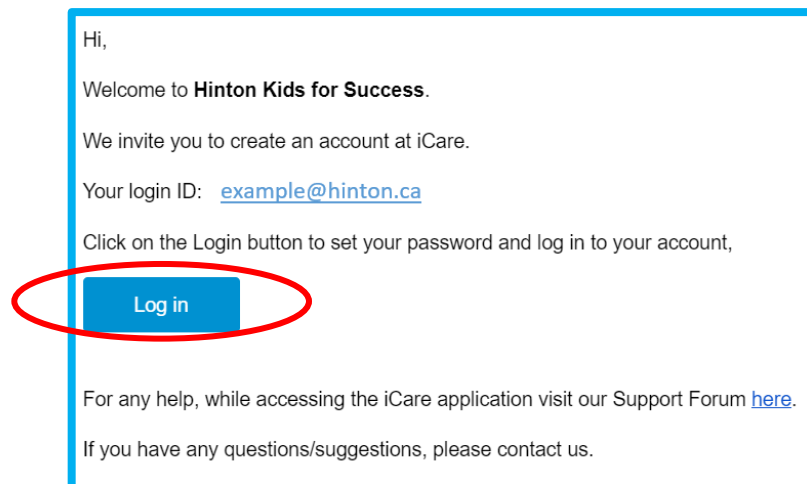 Hi,
Welcome to Hinton Kids for Success.
We invite you to create an account at iCare.
Your login ID: example@hinton.ca
Click on the Login button to set your password and log in to your account,
Log in
For any help, while accessing the iCare application visit our Support Forum here.
If you have any questions/suggestions, please contact us.